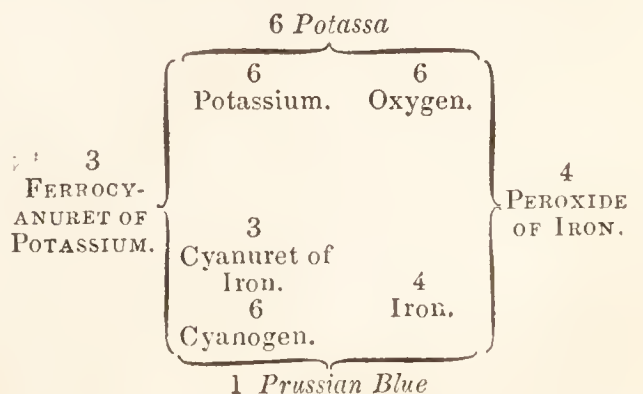 6 Potassa
6 6
Potassium. Oxygen.
3
FERROCY-
ANURET OF
POTASSIUM.
4
PEROXIDE
OF IRON.
3
Cyanuret of
Iron. 4
6 Iron.
Cyanogen.
1 Prussian Blue